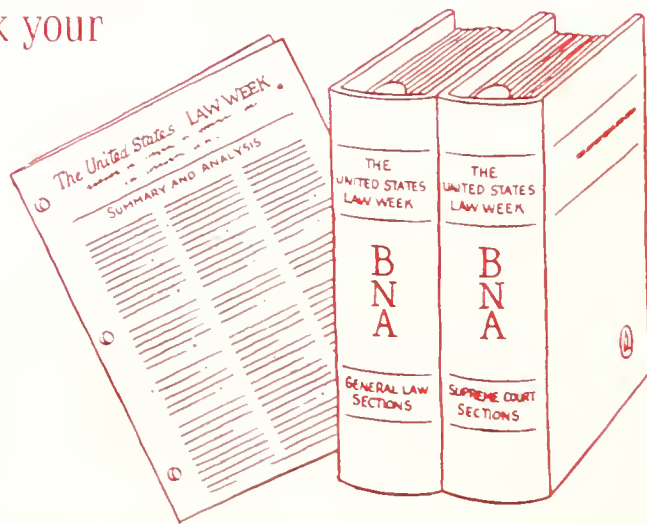 k your
The United States LAW WEEK
SUMMARY AND ANALYSIS
THE
UNITED STATES
LAW WEEK
B
N
A
GENERAL LAW
SECTIONS
THE
UNITED STATES
LAW WEEK
B
N
A
SUPREME COURT
SECTIONS